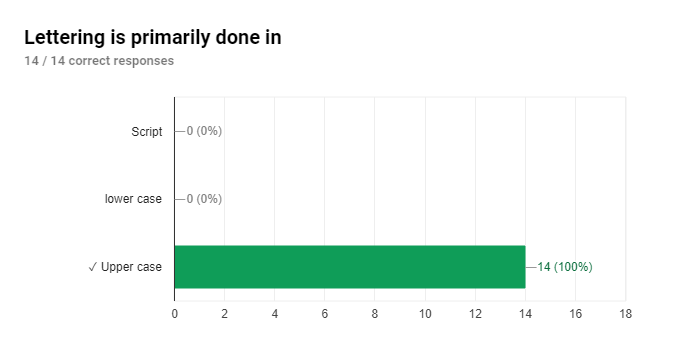 Lettering is primarily done in
14 / 14 correct responses
Script
0 (0%)
lower case
0 (0%)
✓ Upper case
14 (100%)
0 2 4 6 8 10 12 14 16 18